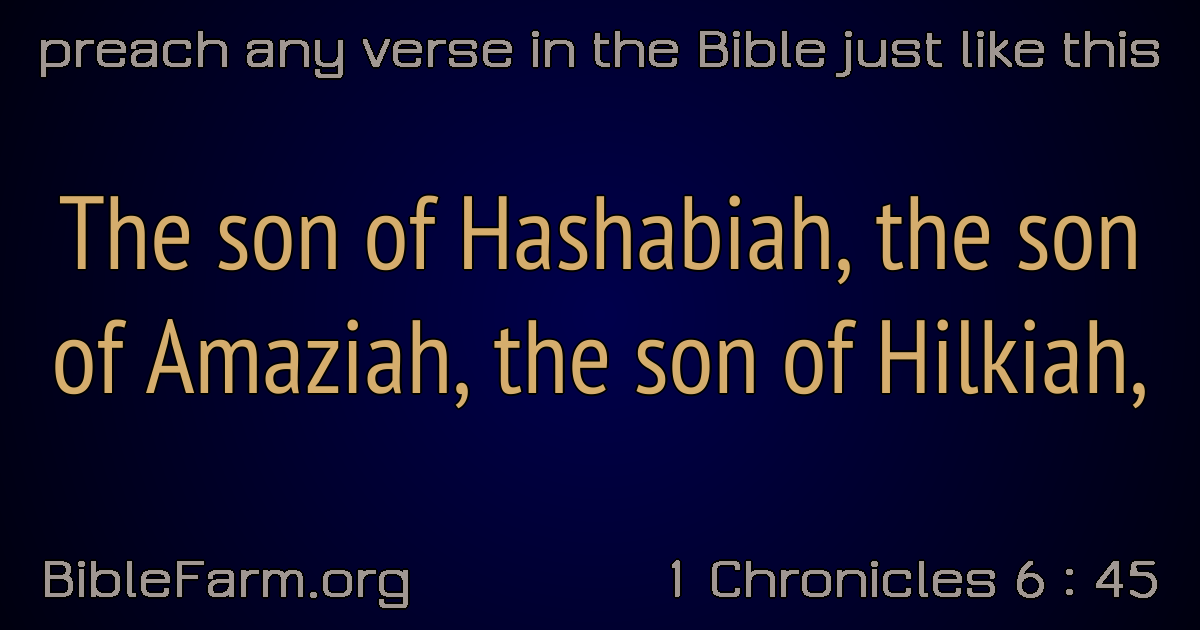 preach any verse in the Bible just like this
The son of Hashabiah, the son
of Amaziah, the son of Hilkiah,
BibleFarm.org
1 Chronicles 6 : 45